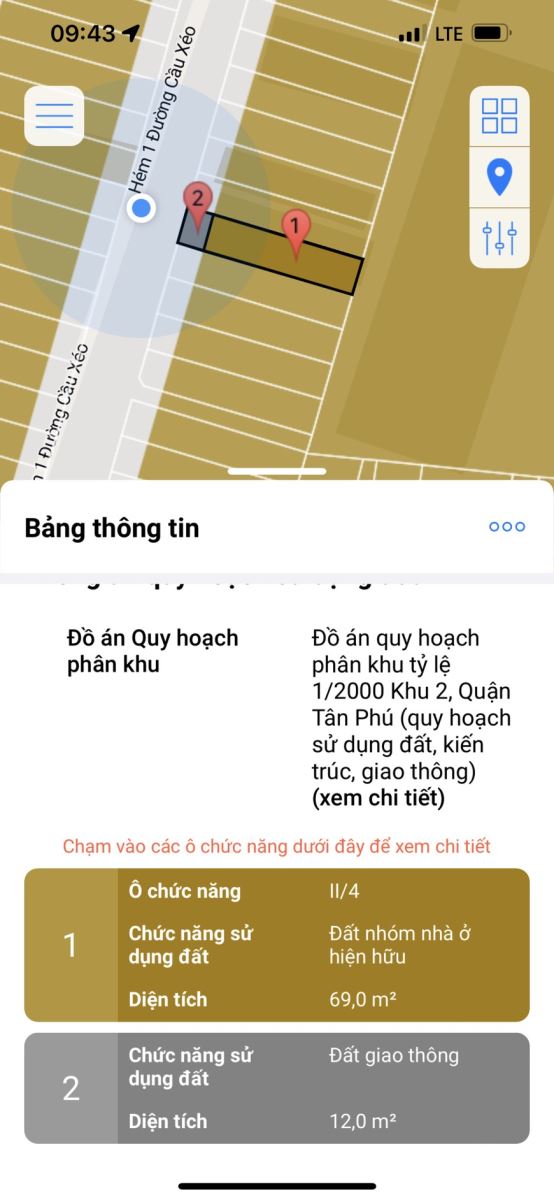 09:43
LTE
Hẻm 1 Đường Cầu Xéo
2
1
1 Đường Cầu Xéo
Bảng thông tin
Đồ án Quy hoạch
phân khu
Đồ án quy hoạch
phân khu tỷ lệ
1/2000 Khu 2, Quận
Tân Phú (quy hoạch
sử dụng đất, kiến
trúc, giao thông)
(xem chi tiết)
Chạm vào các ô chức năng dưới đây để xem chi tiết
1
Ô chức năng II/4
Chức năng sử Đất nhóm nhà ở
dụng đất hiện hữu
Diện tích 69,0 m²
2
Chức năng sử Đất giao thông
dụng đất
Diện tích 12,0 m²